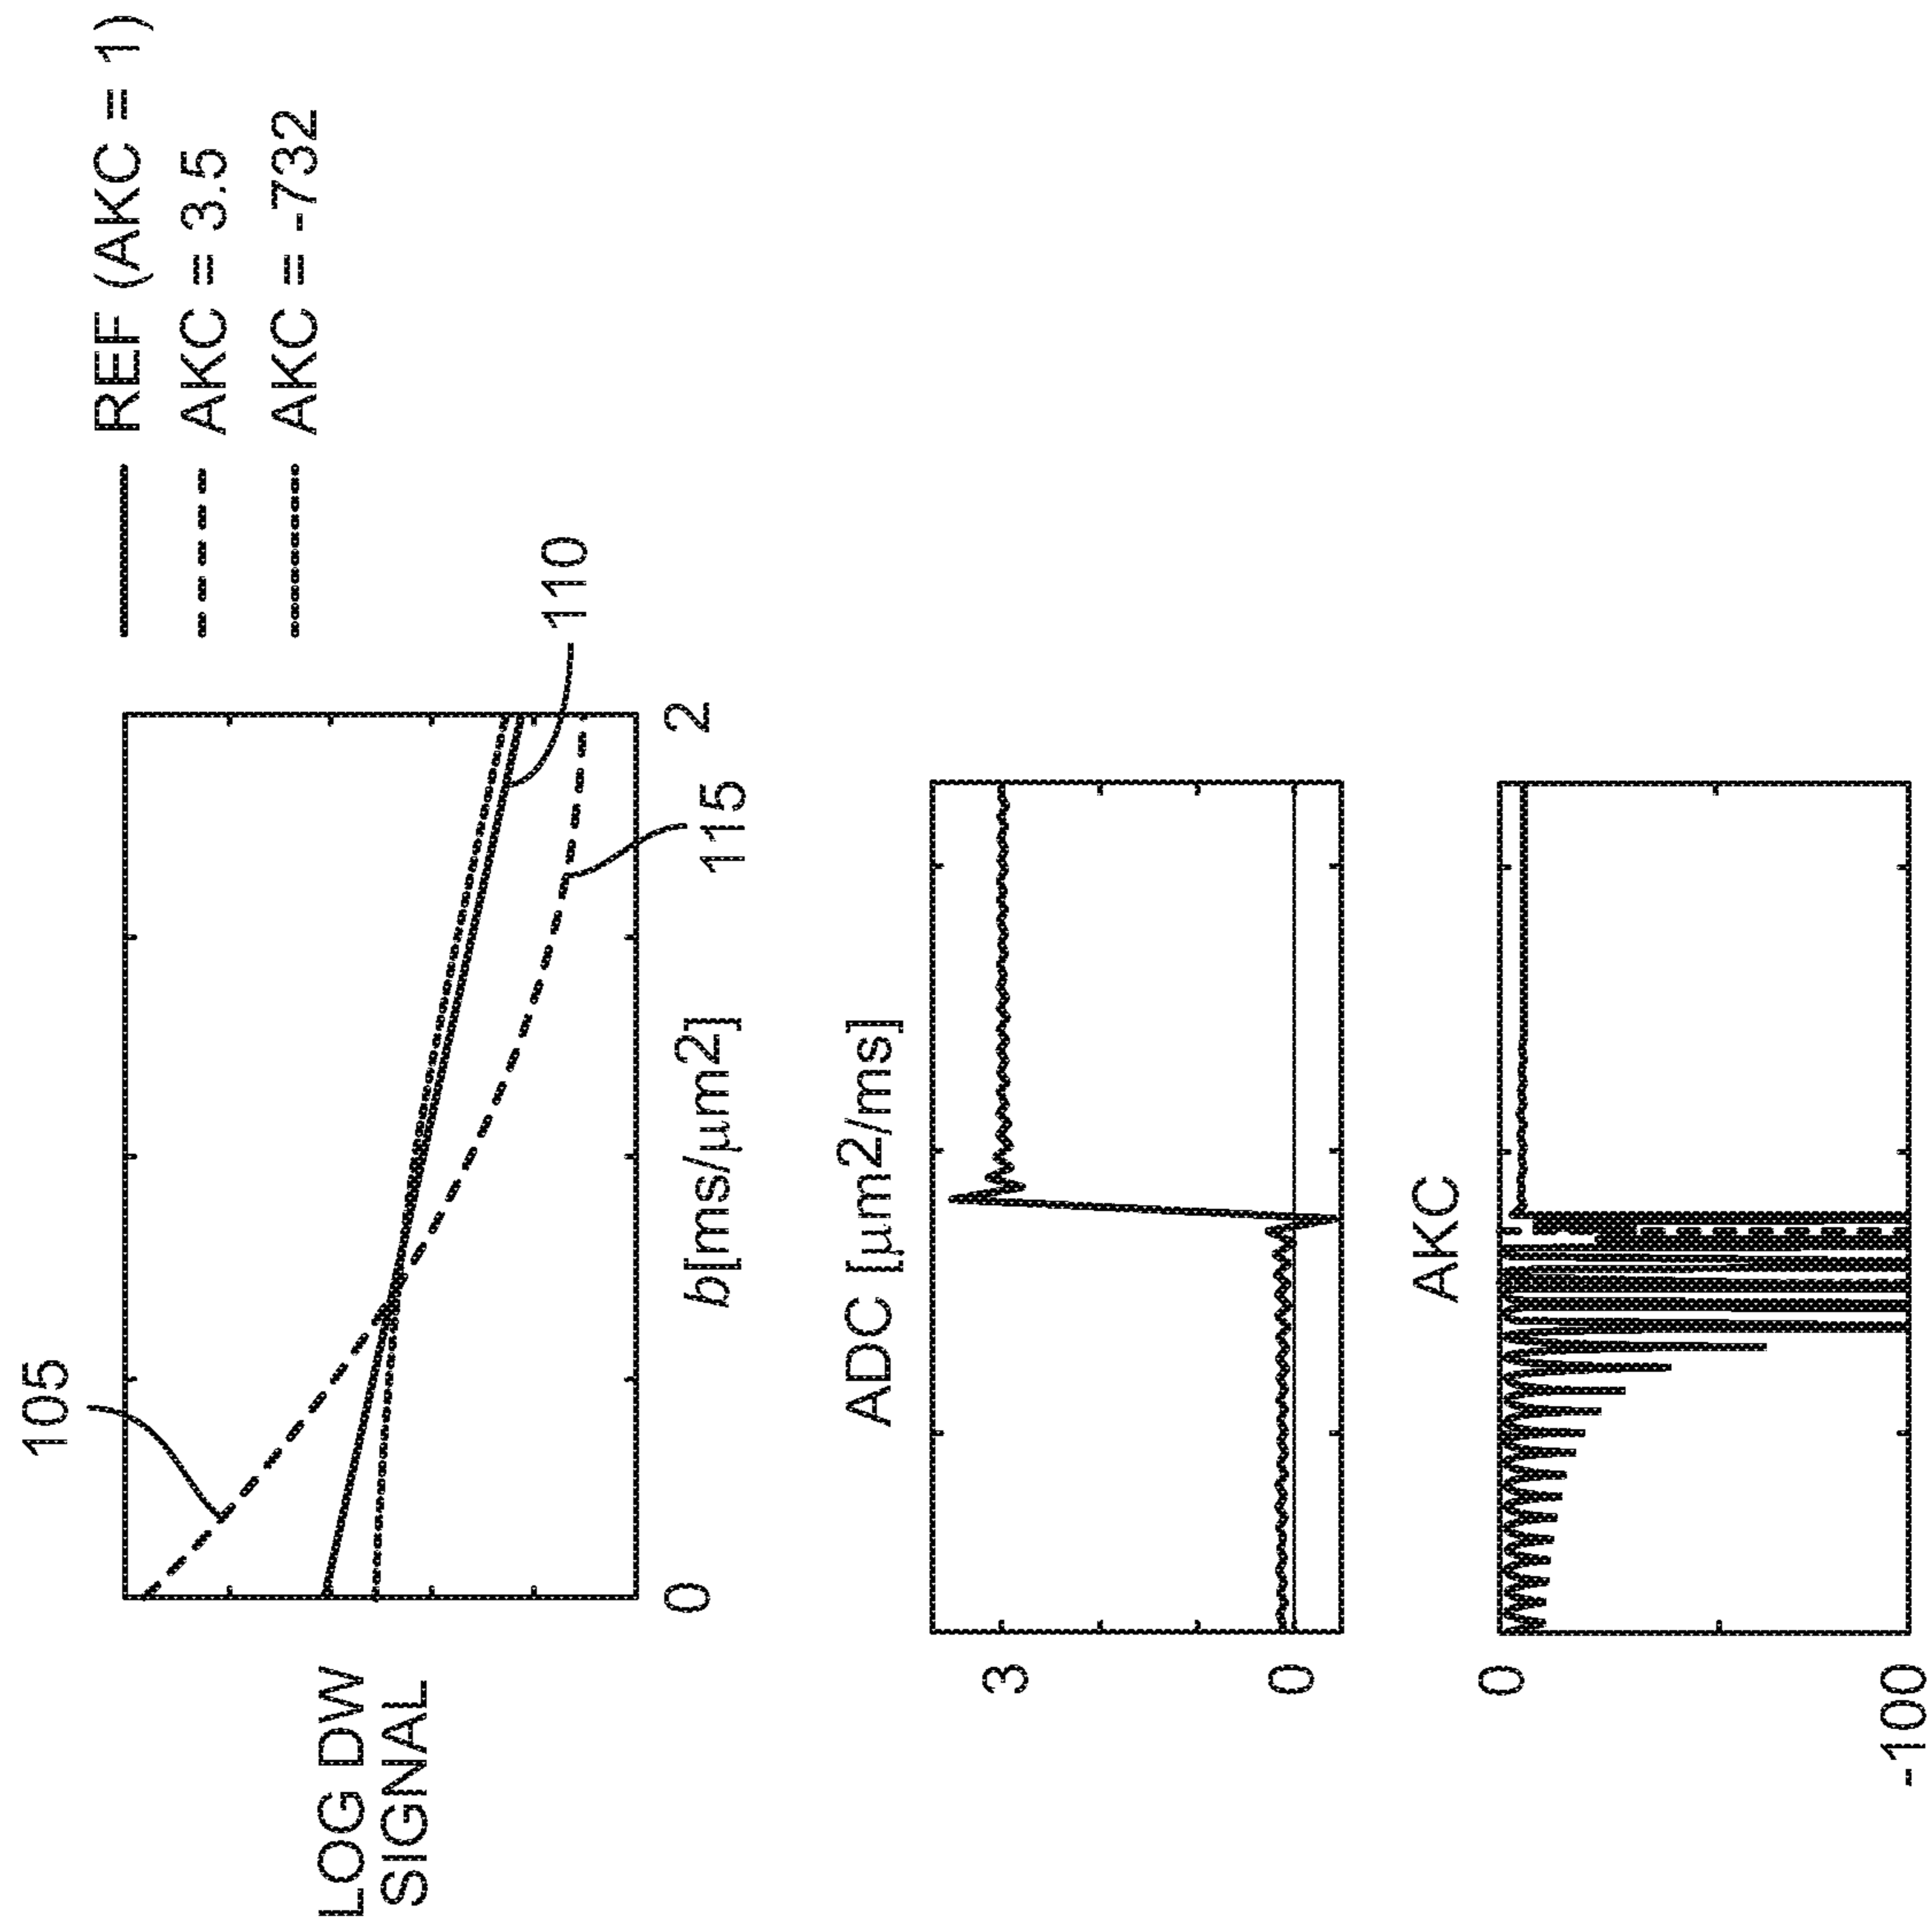 REF (AKC = 1)
AKC = 3.5
AKC = -732
105
110
LOG DW
SIGNAL
0
2
115
b[ms/μm2]
ADC [μm2/ms]
3
0
AKC
0
-100